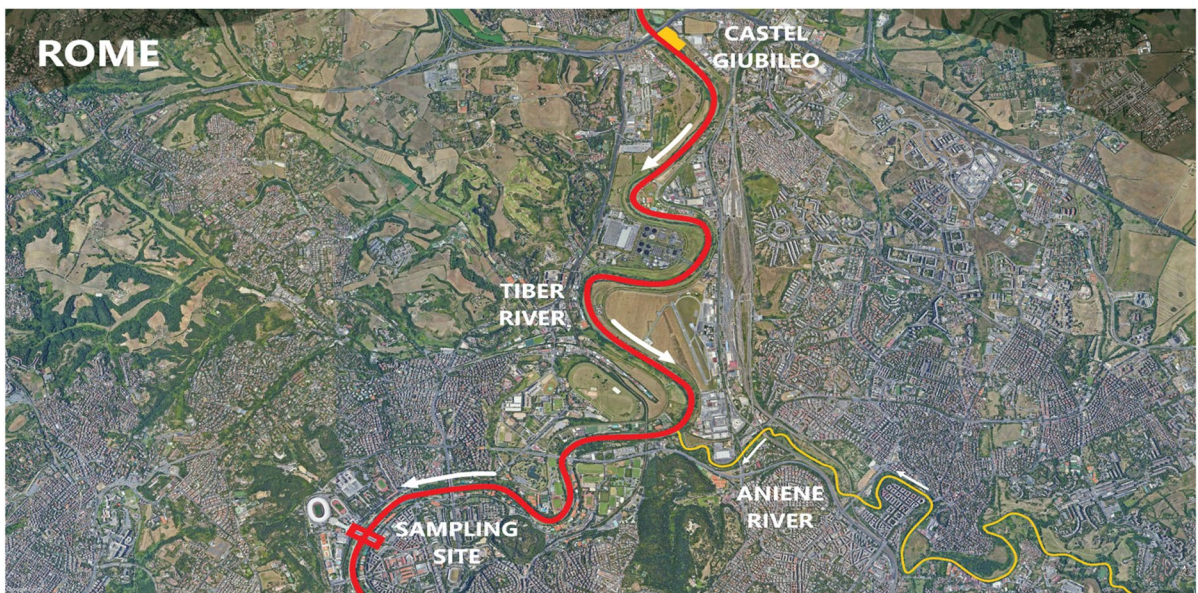 ROME
CASTEL
GIUBILEO
TIBER
RIVER
ANIENE
RIVER
SAMPLING
SITE